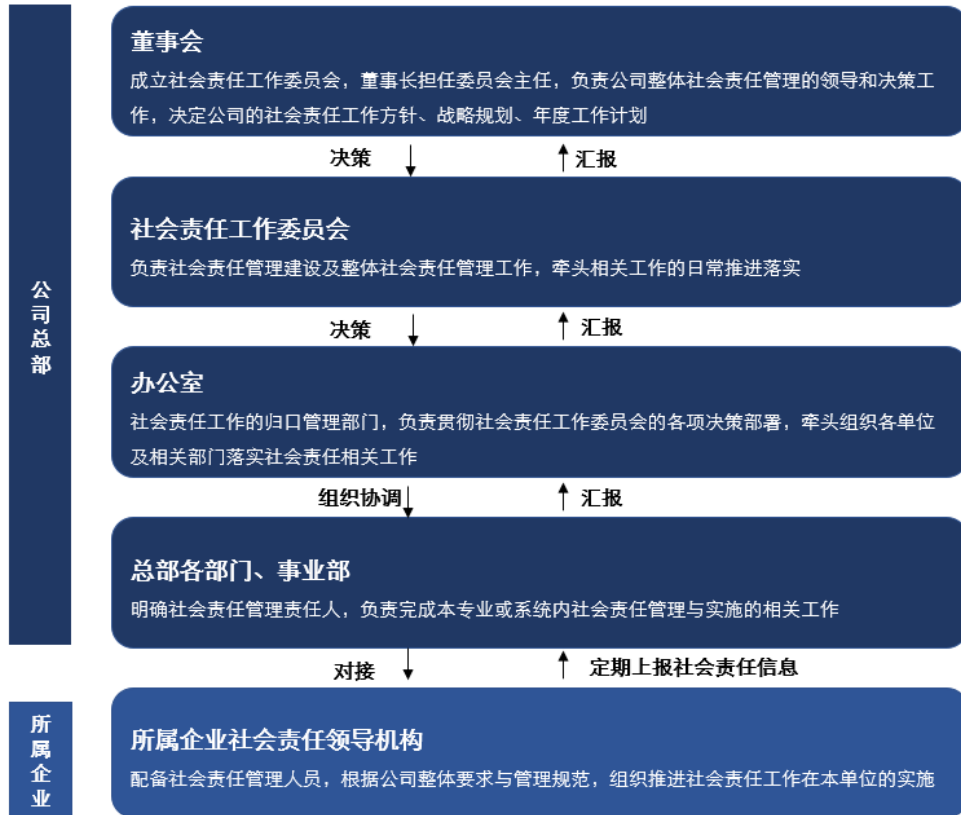 公司总部
董事会
成立社会责任工作委员会，董事长担任委员会主任，负责公司整体社会责任管理的领导和决策工
作，决定公司的社会责任工作方针、战略规划、年度工作计划
决策
汇报
社会责任工作委员会
负责社会责任管理建设及整体社会责任管理工作，牵头相关工作的日常推进落实
决策
汇报
办公室
社会责任工作的归口管理部门，负责贯彻社会责任工作委员会的各项决策部署，牵头组织各单位
及相关部门落实社会责任相关工作
组织协调
汇报
总部各部门、事业部
明确社会责任管理责任人，负责完成本专业或系统内社会责任管理与实施的相关工作
对接
定期上报社会责任信息
所属企业
所属企业社会责任领导机构
配备社会责任管理人员，根据公司整体要求与管理规范，组织推进社会责任工作在本单位的实施